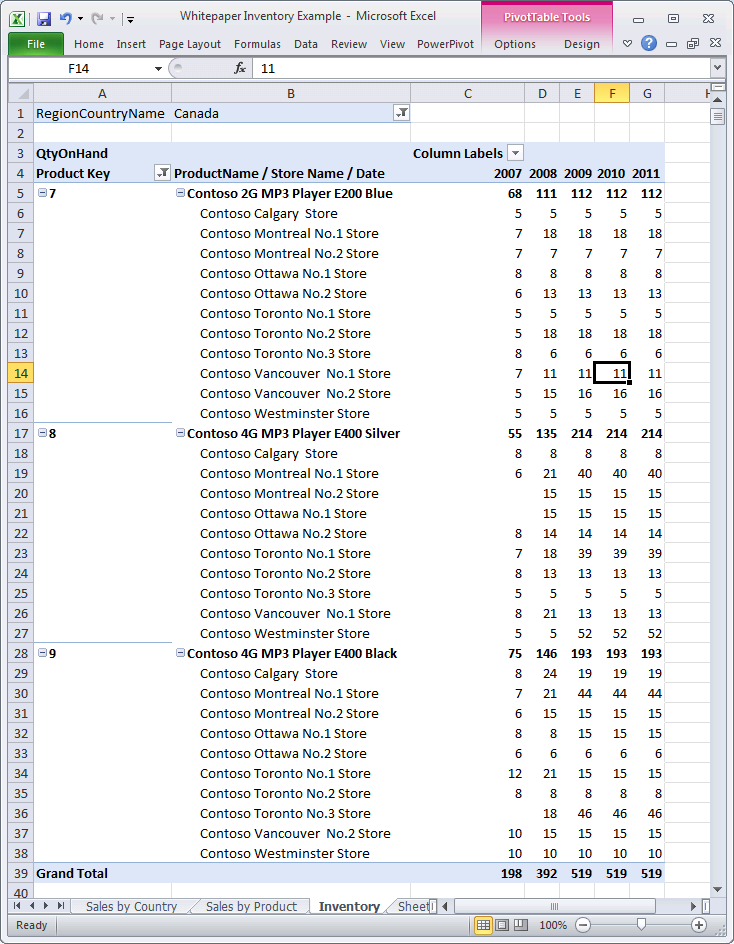 Whitepaper Inventory Example - Microsoft Excel PivotTable Tools
File Home Insert Page Layout Formulas Data Review View PowerPivot Options Design
F14 fx 11
A B C D E F G H
1 RegionCountryName Canada
2
3 QtyOnHand Column Labels
4 Product Key ProductName / Store Name / Date 2007 2008 2009 2010 2011
5 7 Contoso 2G MP3 Player E200 Blue 68 111 112 112 112
6 Contoso Calgary Store 5 5 5 5 5
7 Contoso Montreal No.1 Store 7 18 18 18 18
8 Contoso Montreal No.2 Store 7 7 7 7 7
9 Contoso Ottawa No.1 Store 8 8 8 8 8
10 Contoso Ottawa No.2 Store 6 13 13 13 13
11 Contoso Toronto No.1 Store 5 5 5 5 5
12 Contoso Toronto No.2 Store 5 18 18 18 18
13 Contoso Toronto No.3 Store 8 6 6 6 6
14 Contoso Vancouver No.1 Store 7 11 11 11 11
15 Contoso Vancouver No.2 Store 5 15 16 16 16
16 Contoso Westminster Store 5 5 5 5 5
17 8 Contoso 4G MP3 Player E400 Silver 55 135 214 214 214
18 Contoso Calgary Store 8 8 8 8 8
19 Contoso Montreal No.1 Store 6 21 40 40 40
20 Contoso Montreal No.2 Store 15 15 15 15
21 Contoso Ottawa No.1 Store 15 15 15 15
22 Contoso Ottawa No.2 Store 8 14 14 14 14
23 Contoso Toronto No.1 Store 7 18 39 39 39
24 Contoso Toronto No.2 Store 8 13 13 13 13
25 Contoso Toronto No.3 Store 5 5 5 5 5
26 Contoso Vancouver No.1 Store 8 21 13 13 13
27 Contoso Westminster Store 5 5 52 52 52
28 9 Contoso 4G MP3 Player E400 Black 75 146 193 193 193
29 Contoso Calgary Store 8 24 19 19 19
30 Contoso Montreal No.1 Store 7 21 44 44 44
31 Contoso Montreal No.2 Store 6 15 15 15 15
32 Contoso Ottawa No.1 Store 8 8 15 15 15
33 Contoso Ottawa No.2 Store 6 6 6 6 6
34 Contoso Toronto No.1 Store 12 21 15 15 15
35 Contoso Toronto No.2 Store 8 8 8 8 8
36 Contoso Toronto No.3 Store 18 46 46 46
37 Contoso Vancouver No.2 Store 10 15 15 15 15
38 Contoso Westminster Store 10 10 10 10 10
39 Grand Total 198 392 519 519 519
40
Sales by Country Sales by Product Inventory Sheet
Ready 100%